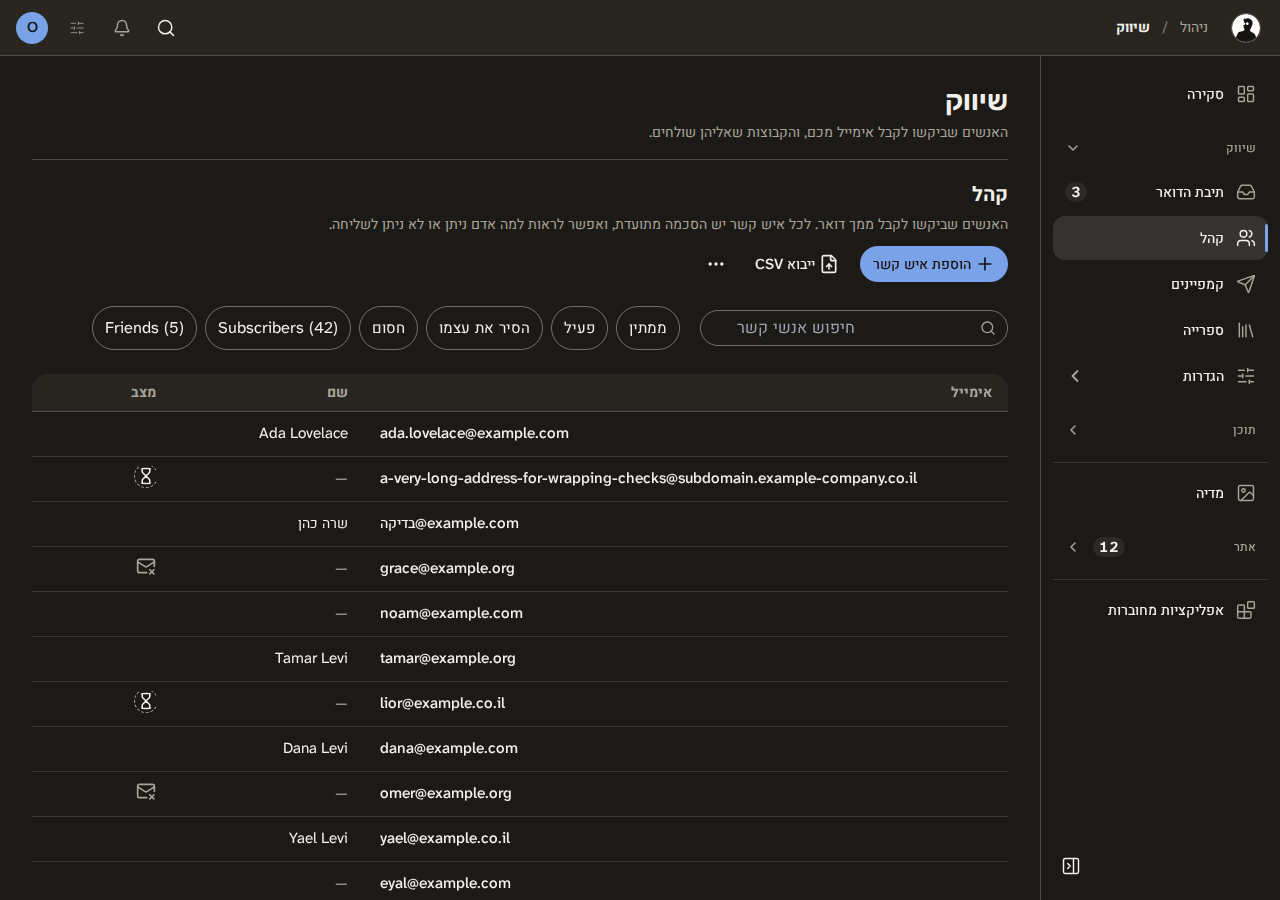 ניהול / שיווק
O
סקירה
שיווק
תיבת הדואר 3
קהל
קמפיינים
ספרייה
הגדרות
תוכן
מדיה
אתר 12
אפליקציות מחוברות
שיווק
האנשים שביקשו לקבל אימייל מכם, והקבוצות שאליהן שולחים.
קהל
האנשים שביקשו לקבל ממך דואר. לכל איש קשר יש הסכמה מתועדת, ואפשר לראות למה אדם ניתן או לא ניתן לשליחה.
הוספת איש קשר ייבוא CSV
חיפוש אנשי קשר ממתין פעיל הסיר את עצמו חסום Subscribers (42) Friends (5)
אימייל שם מצב
ada.lovelace@example.com Ada Lovelace
a-very-long-address-for-wrapping-checks@subdomain.example-company.co.il —
בדיקה@example.com שרה כהן
grace@example.org —
noam@example.com —
tamar@example.org Tamar Levi
lior@example.co.il —
dana@example.com Dana Levi
omer@example.org —
yael@example.co.il Yael Levi
eyal@example.com —